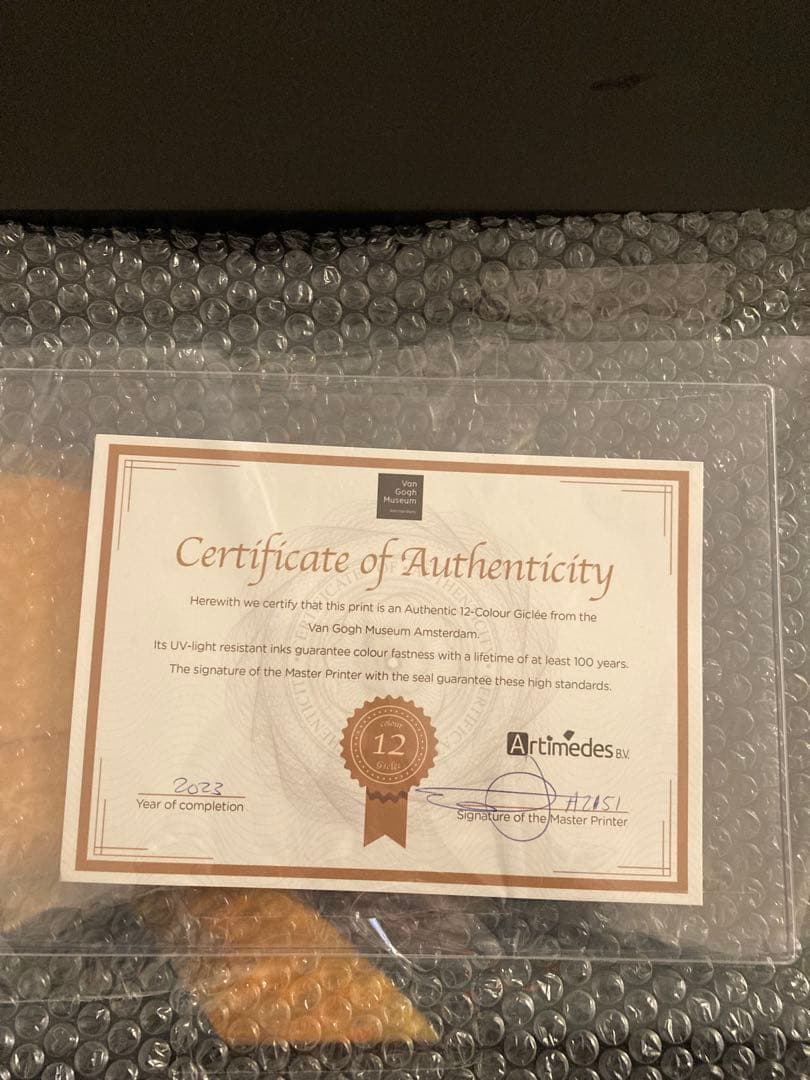 Van
Gogh
Museum
Amsterdam
Certificate of Authenticity
Herewith we certify that this print is an Authentic 12-Colour Giclée from the
Van Gogh Museum Amsterdam.
Its UV-light resistant inks guarantee colour fastness with a lifetime of at least 100 years.
The signature of the Master Printer with the seal guarantee these high standards.
colour
12
Giclée
Artimedes B.V.
2023
Year of completion
A2151
Signature of the Master Printer